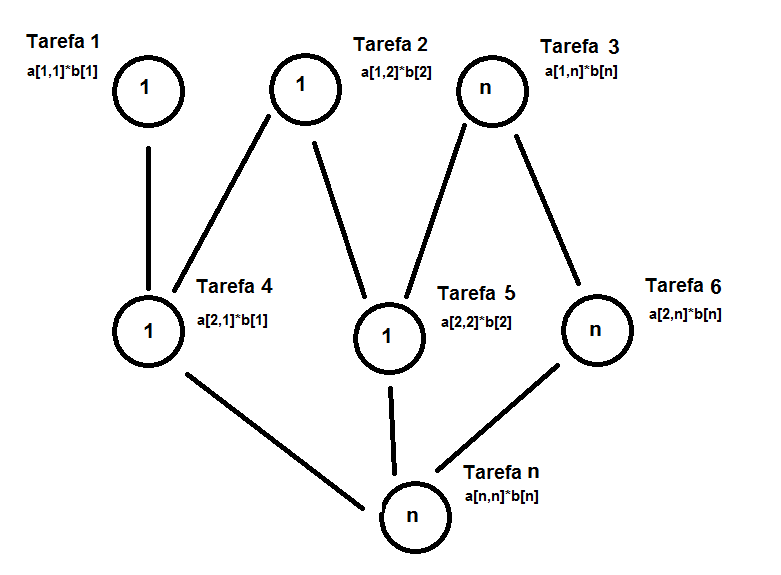 Tarefa 1
a[1,1]*b[1]
1
Tarefa 2
a[1,2]*b[2]
1
Tarefa 3
a[1,n]*b[n]
n
Tarefa 4
a[2,1]*b[1]
1
Tarefa 5
a[2,2]*b[2]
1
Tarefa 6
a[2,n]*b[n]
n
Tarefa n
a[n,n]*b[n]
n